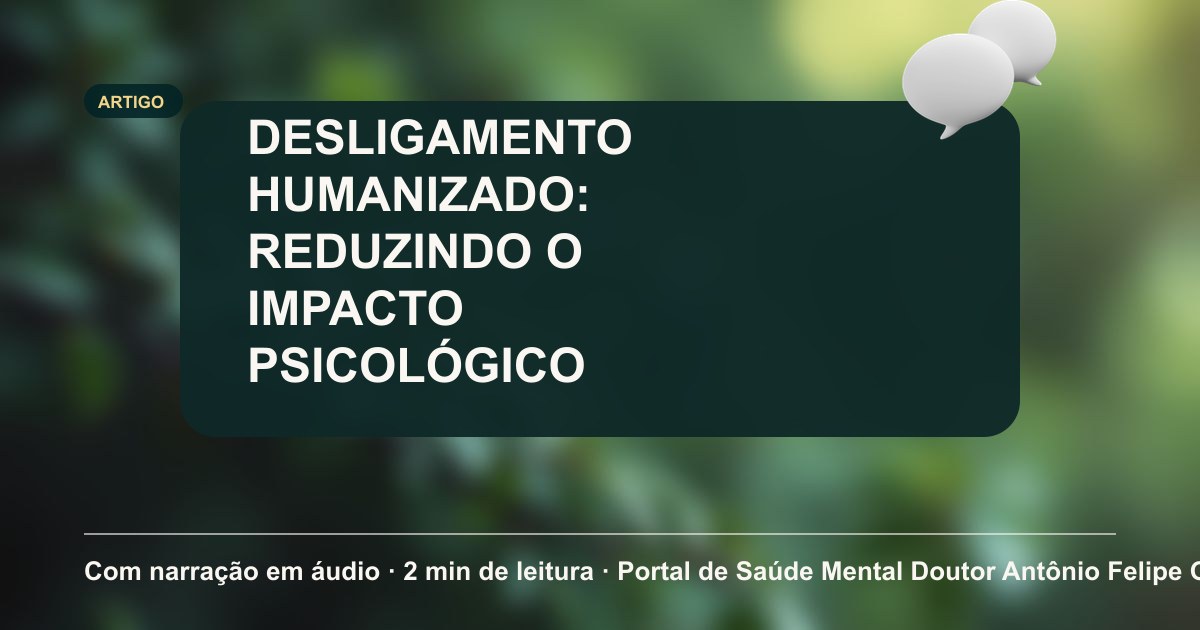 ARTIGO
DESLIGAMENTO
HUMANIZADO:
REDUZINDO O
IMPACTO
PSICOLÓGICO
Com narração em áudio · 2 min de leitura · Portal de Saúde Mental Doutor Antônio Felipe